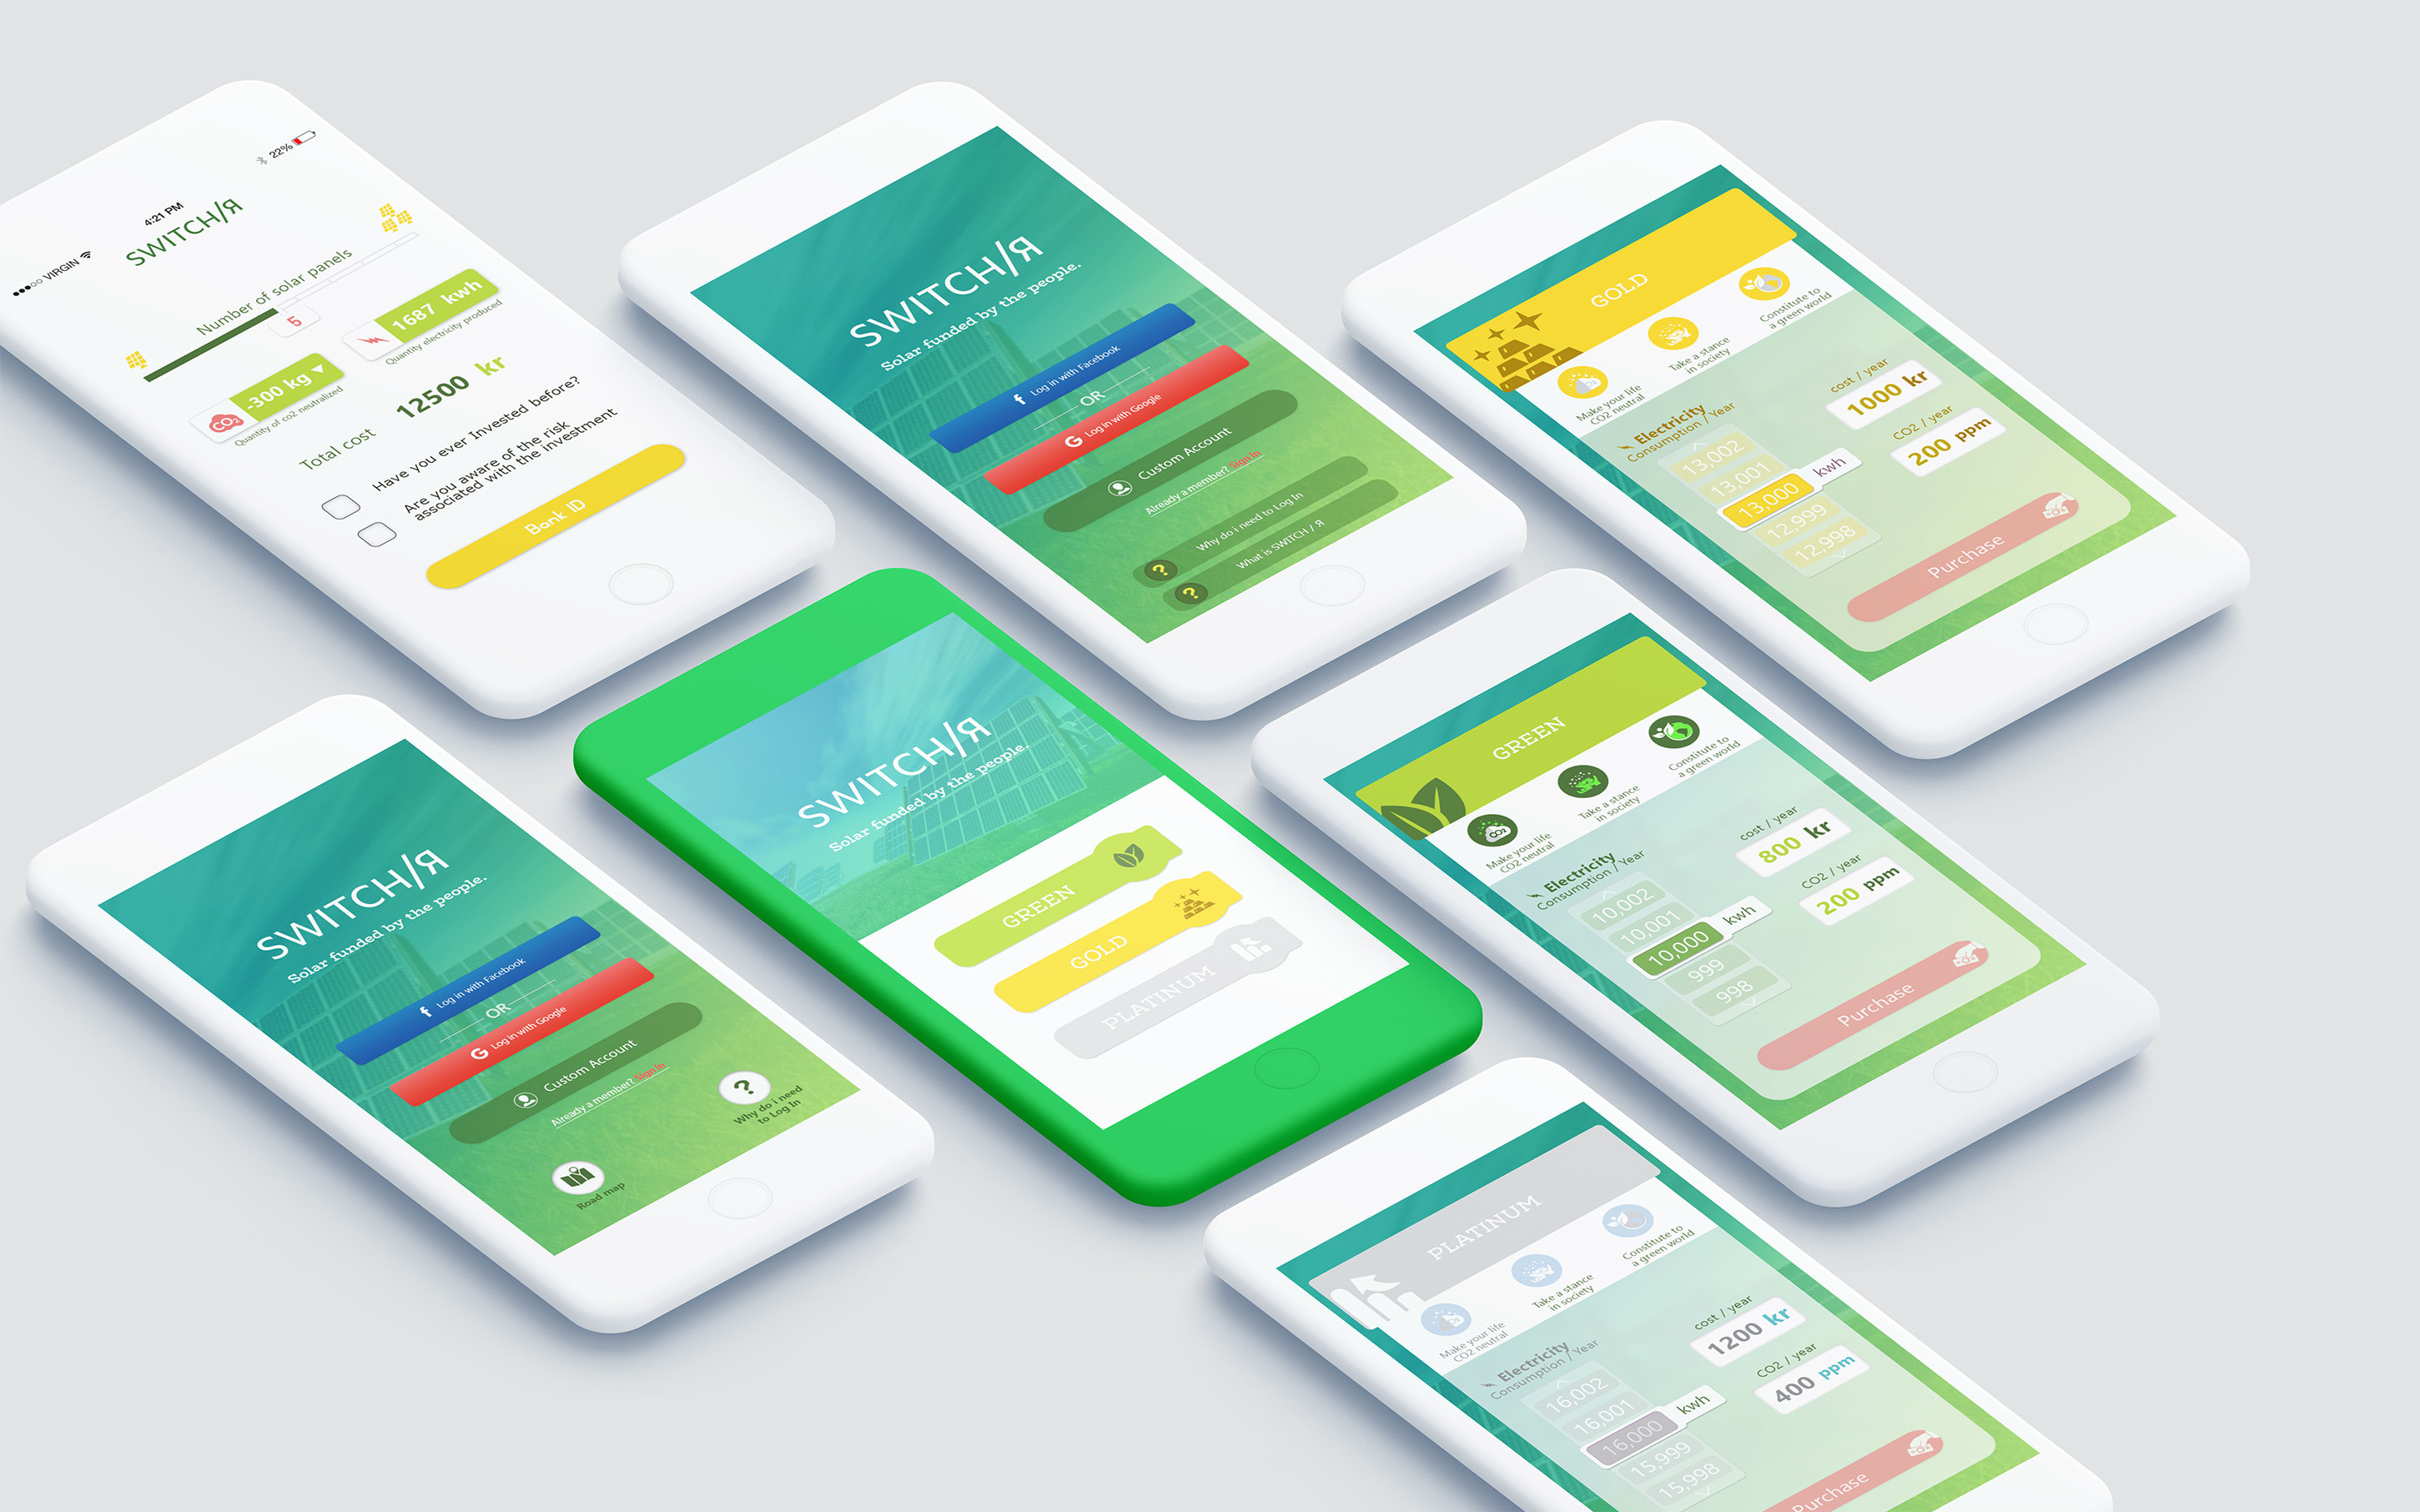 ●●●○○ VIRGIN
4:21 PM
22%
SWITCH/Я
Number of solar panels
5
-300 kg ▼
Quantity of co2 neutralized
1687 kwh
Quantity electricity produced
CO₂
Total cost
12500 kr
Have you ever Invested before?
Are you aware of the risk
associated with the investment
Bank ID
SWITCH/Я
Solar funded by the people.
f Log in with Facebook
OR
G Log in with Google
Custom Account
Already a member? Sign In
? Why do i need to Log In
? What is SWITCH / Я
GOLD
Make your life
CO2 neutral
Take a stance
in society
Constitute to
a green world
Electricity
Consumption / Year
13,002
13,001
13,000 kwh
12,999
12,998
cost / year
1000 kr
CO2 / year
200 ppm
Purchase
SWITCH/Я
Solar funded by the people.
f Log in with Facebook
OR
G Log in with Google
Custom Account
Already a member? Sign In
Road map
?
Why do i need
to Log In
SWITCH/Я
Solar funded by the people.
GREEN
GOLD
PLATINUM
GREEN
CO₂
Make your life
CO2 neutral
Take a stance
in society
Constitute to
a green world
Electricity
Consumption / Year
10,002
10,001
10,000 kwh
999
998
cost / year
800 kr
CO2 / year
200 ppm
Purchase
PLATINUM
Make your life
CO2 neutral
Take a stance
in society
Constitute to
a green world
Electricity
Consumption / Year
16,002
16,001
16,000 kwh
15,999
15,998
cost / year
1200 kr
CO2 / year
400 ppm
Purchase